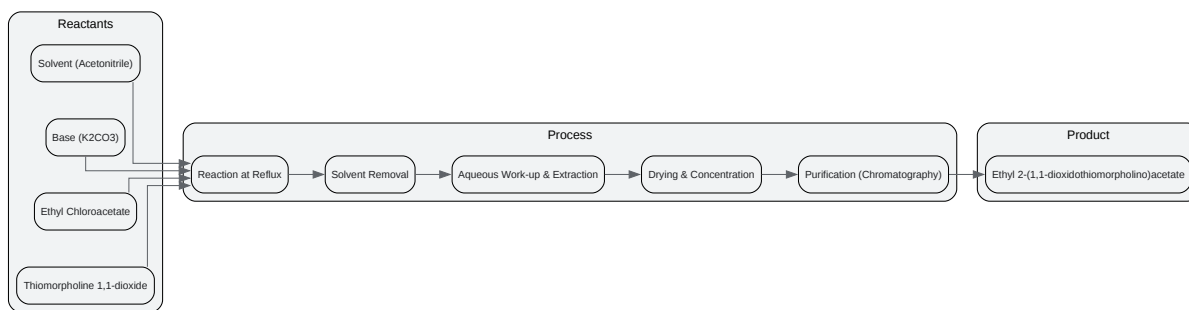 Reactants
Solvent (Acetonitrile)
Base (K2CO3)
Ethyl Chloroacetate
Thiomorpholine 1,1-dioxide
Process
Reaction at Reflux
Solvent Removal
Aqueous Work-up & Extraction
Drying & Concentration
Purification (Chromatography)
Product
Ethyl 2-(1,1-dioxidothiomorpholino)acetate